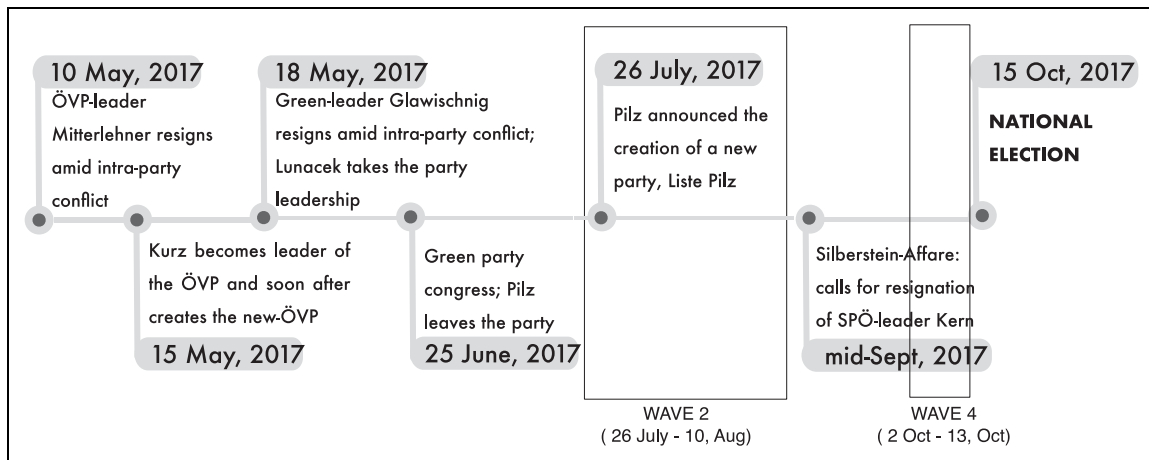 10 May, 2017
ÖVP-leader
Mitterlehner resigns
amid intra-party
conflict
15 May, 2017
Kurz becomes leader of
the ÖVP and soon after
creates the new-ÖVP
18 May, 2017
Green-leader Glawischnig
resigns amid intra-party conflict;
Lunacek takes the party
leadership
25 June, 2017
Green party
congress; Pilz
leaves the party
26 July, 2017
Pilz announced the
creation of a new
party, Liste Pilz
mid-Sept, 2017
Silberstein-Affare:
calls for resignation
of SPÖ-leader Kern
15 Oct, 2017
NATIONAL
ELECTION
WAVE 2
( 26 July - 10, Aug)
WAVE 4
( 2 Oct - 13, Oct)